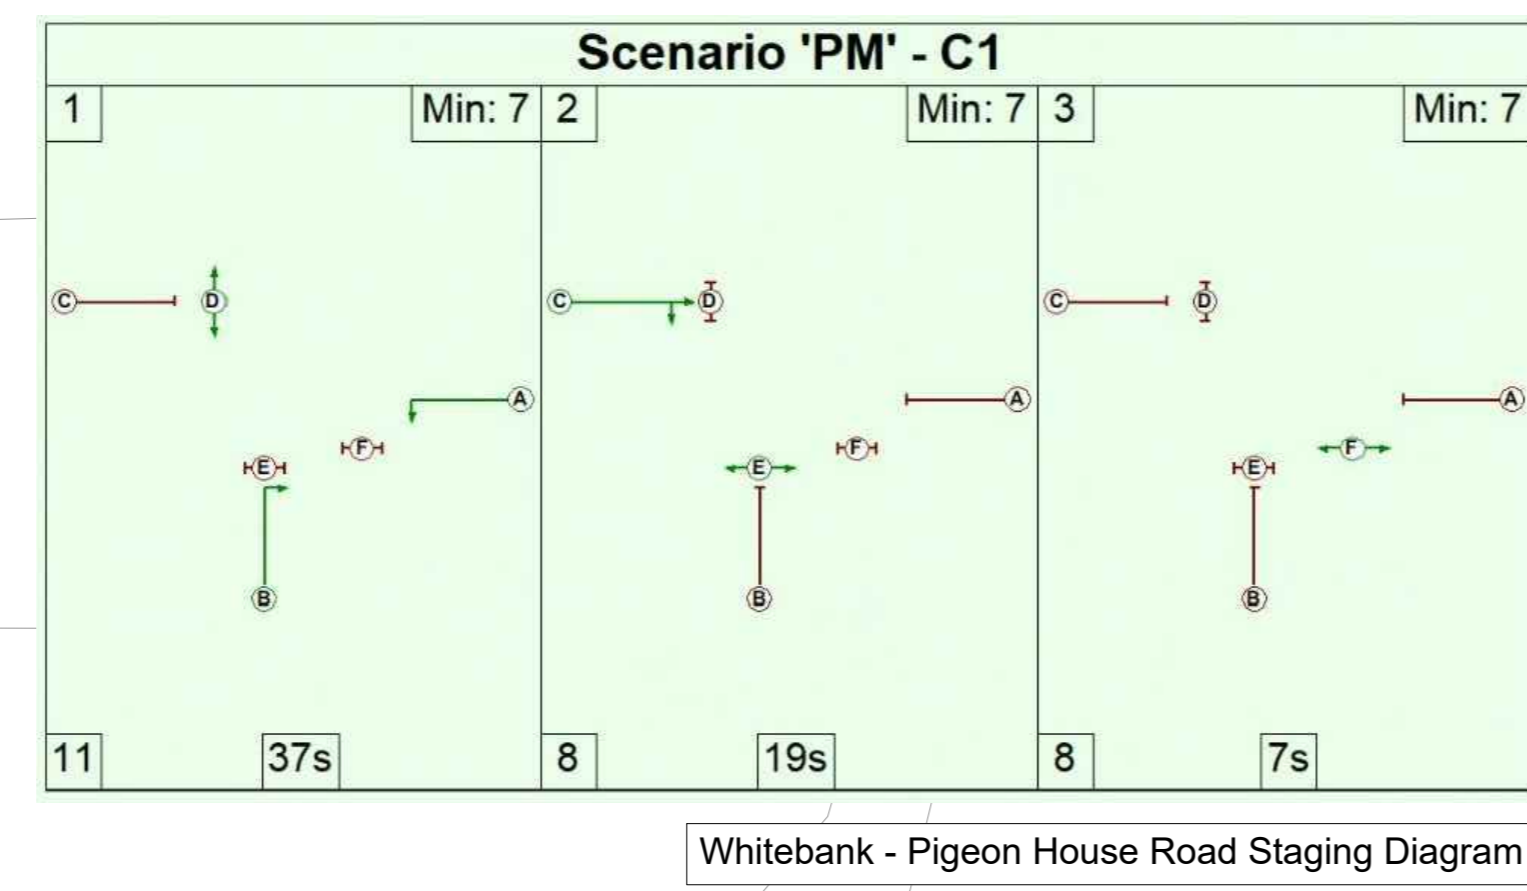 Scenario 'PM' - C1
1 Min: 7 2 Min: 7 3 Min: 7
C D C D C D
A A A
F F F
E E E
B B B
11 37s 8 19s 8 7s
Whitebank - Pigeon House Road Staging Diagram